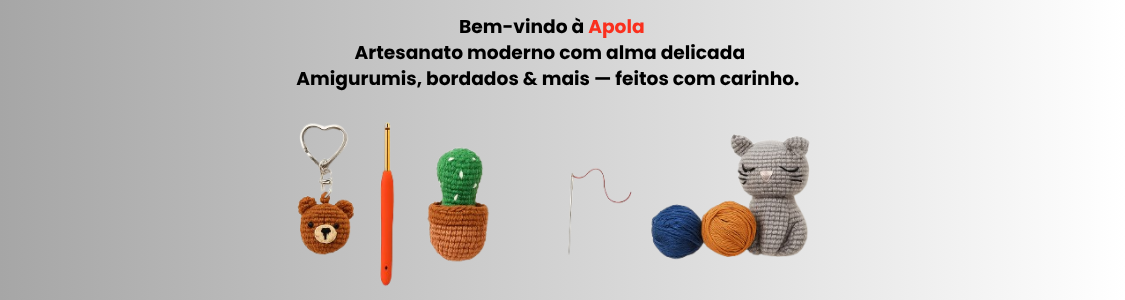 Bem-vindo à Apola
Artesanato moderno com alma delicada
Amigurumis, bordados & mais — feitos com carinho.